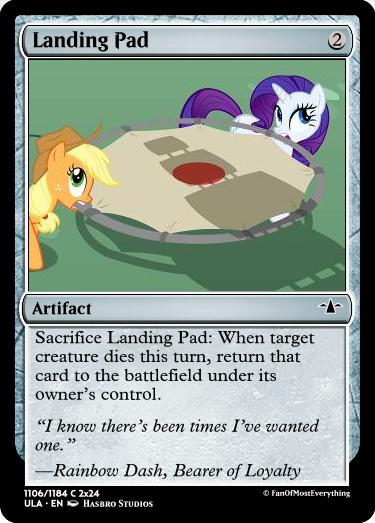 Landing Pad 2
Artifact
Sacrifice Landing Pad: When target
creature dies this turn, return that
card to the battlefield under its
owner's control.
"I know there's been times I've wanted
one."
—Rainbow Dash, Bearer of Loyalty
1106/1184 C 2x24
ULA · EN Hasbro Studios
© FanOfMostEverything